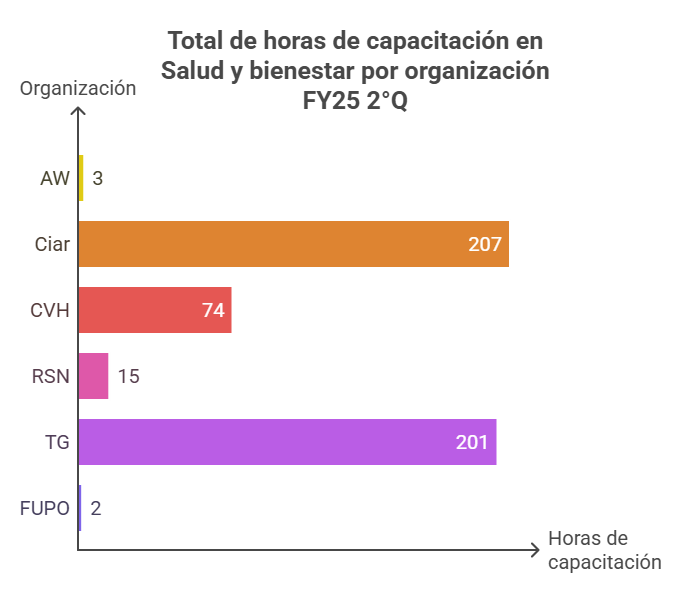 Total de horas de capacitación en
Salud y bienestar por organización
FY25 2°Q
Organización
AW 3
Ciar 207
CVH 74
RSN 15
TG 201
FUPO 2
Horas de
capacitación